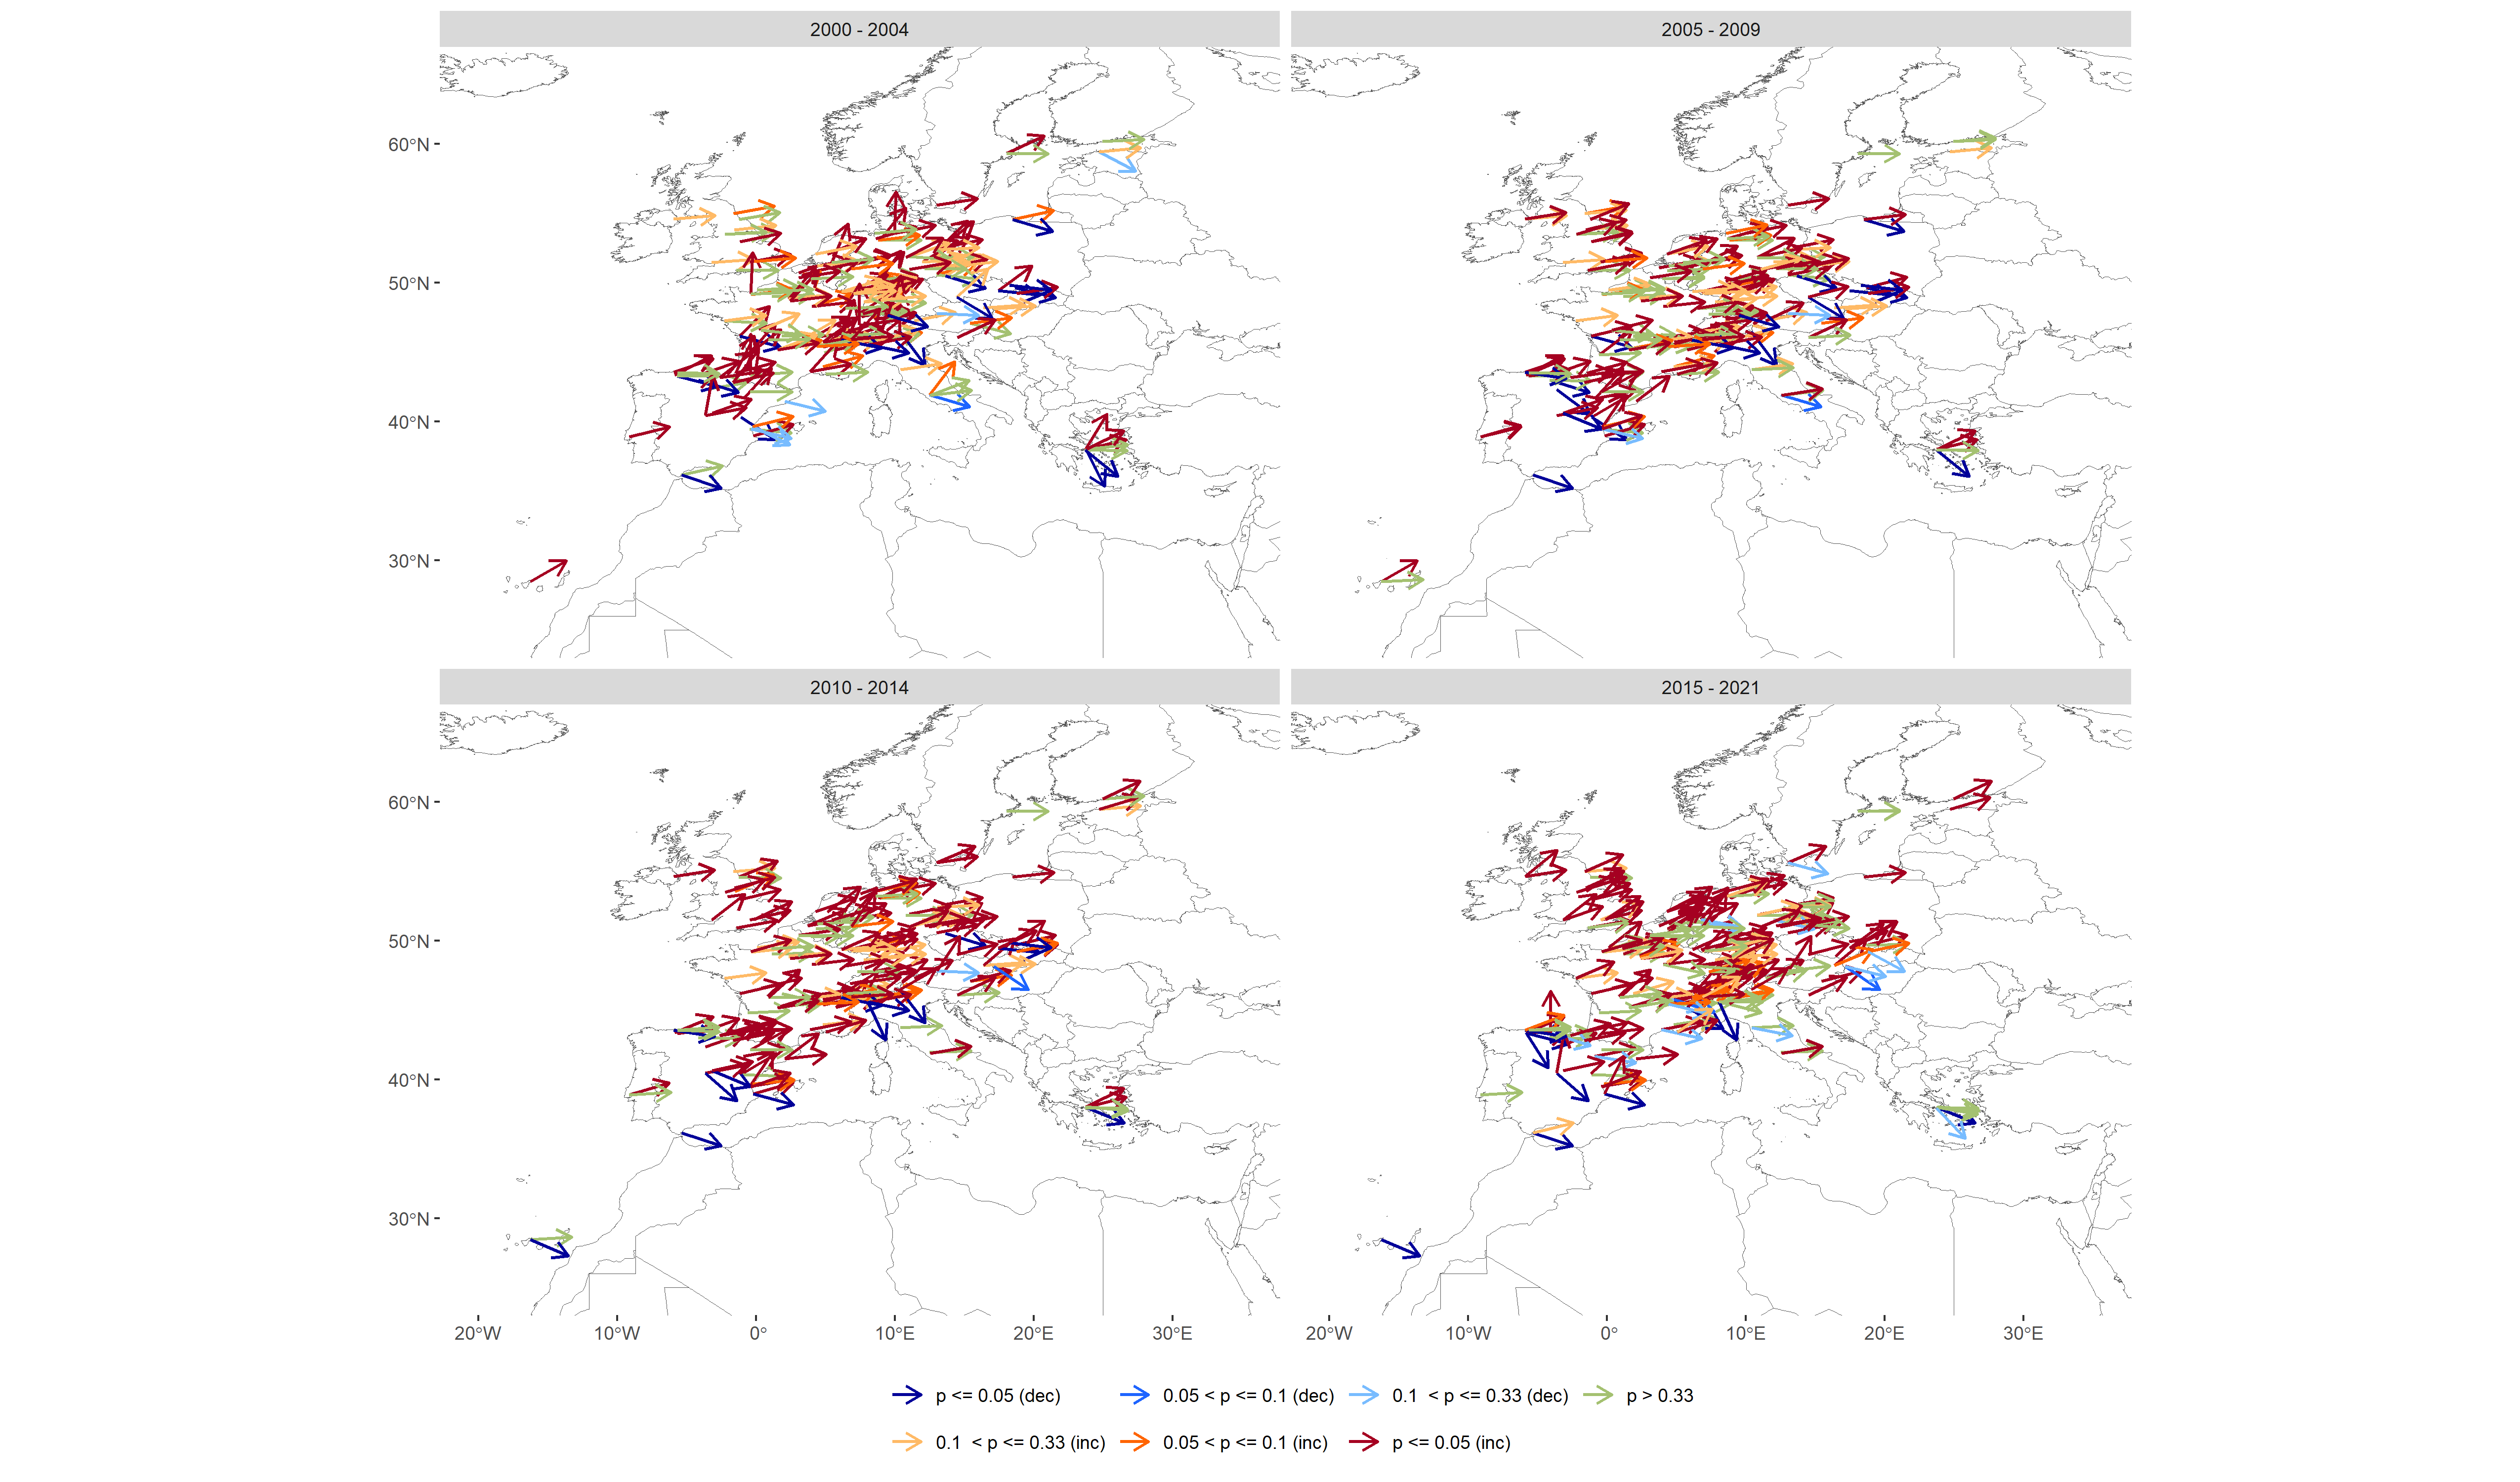 2000 - 2004
2005 - 2009
60°N
50°N
40°N
30°N
2010 - 2014
2015 - 2021
60°N
50°N
40°N
30°N
20°W 10°W 0° 10°E 20°E 30°E 20°W 10°W 0° 10°E 20°E 30°E
p <= 0.05 (dec) 0.05 < p <= 0.1 (dec) 0.1 < p <= 0.33 (dec) p > 0.33
0.1 < p <= 0.33 (inc) 0.05 < p <= 0.1 (inc) p <= 0.05 (inc)